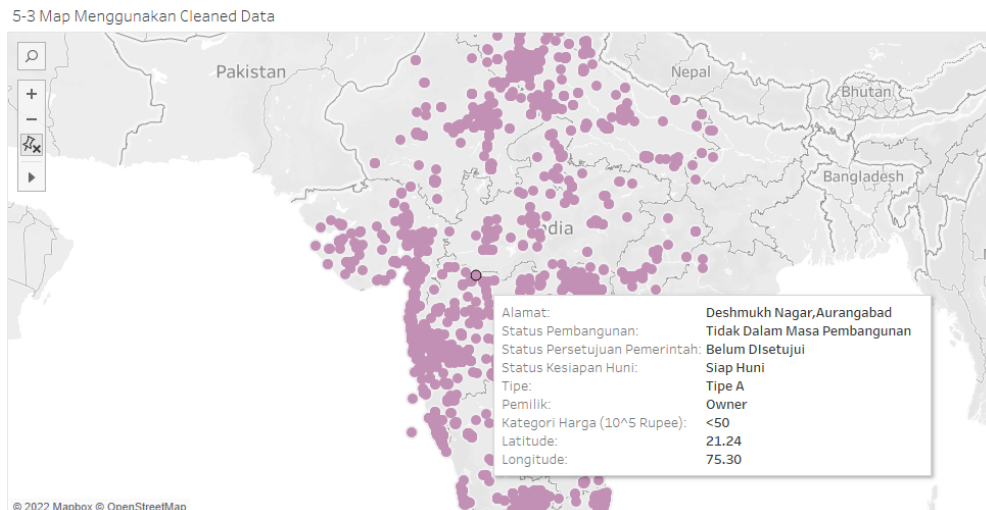 5-3 Map Menggunakan Cleaned Data
Pakistan
Nepal
Bhutan
Bangladesh
dia
Alamat: Deshmukh Nagar,Aurangabad
Status Pembangunan: Tidak Dalam Masa Pembangunan
Status Persetujuan Pemerintah: Belum DIsetujui
Status Kesiapan Huni: Siap Huni
Tipe: Tipe A
Pemilik: Owner
Kategori Harga (10^5 Rupee): <50
Latitude: 21.24
Longitude: 75.30
© 2022 Mapbox © OpenStreetMap